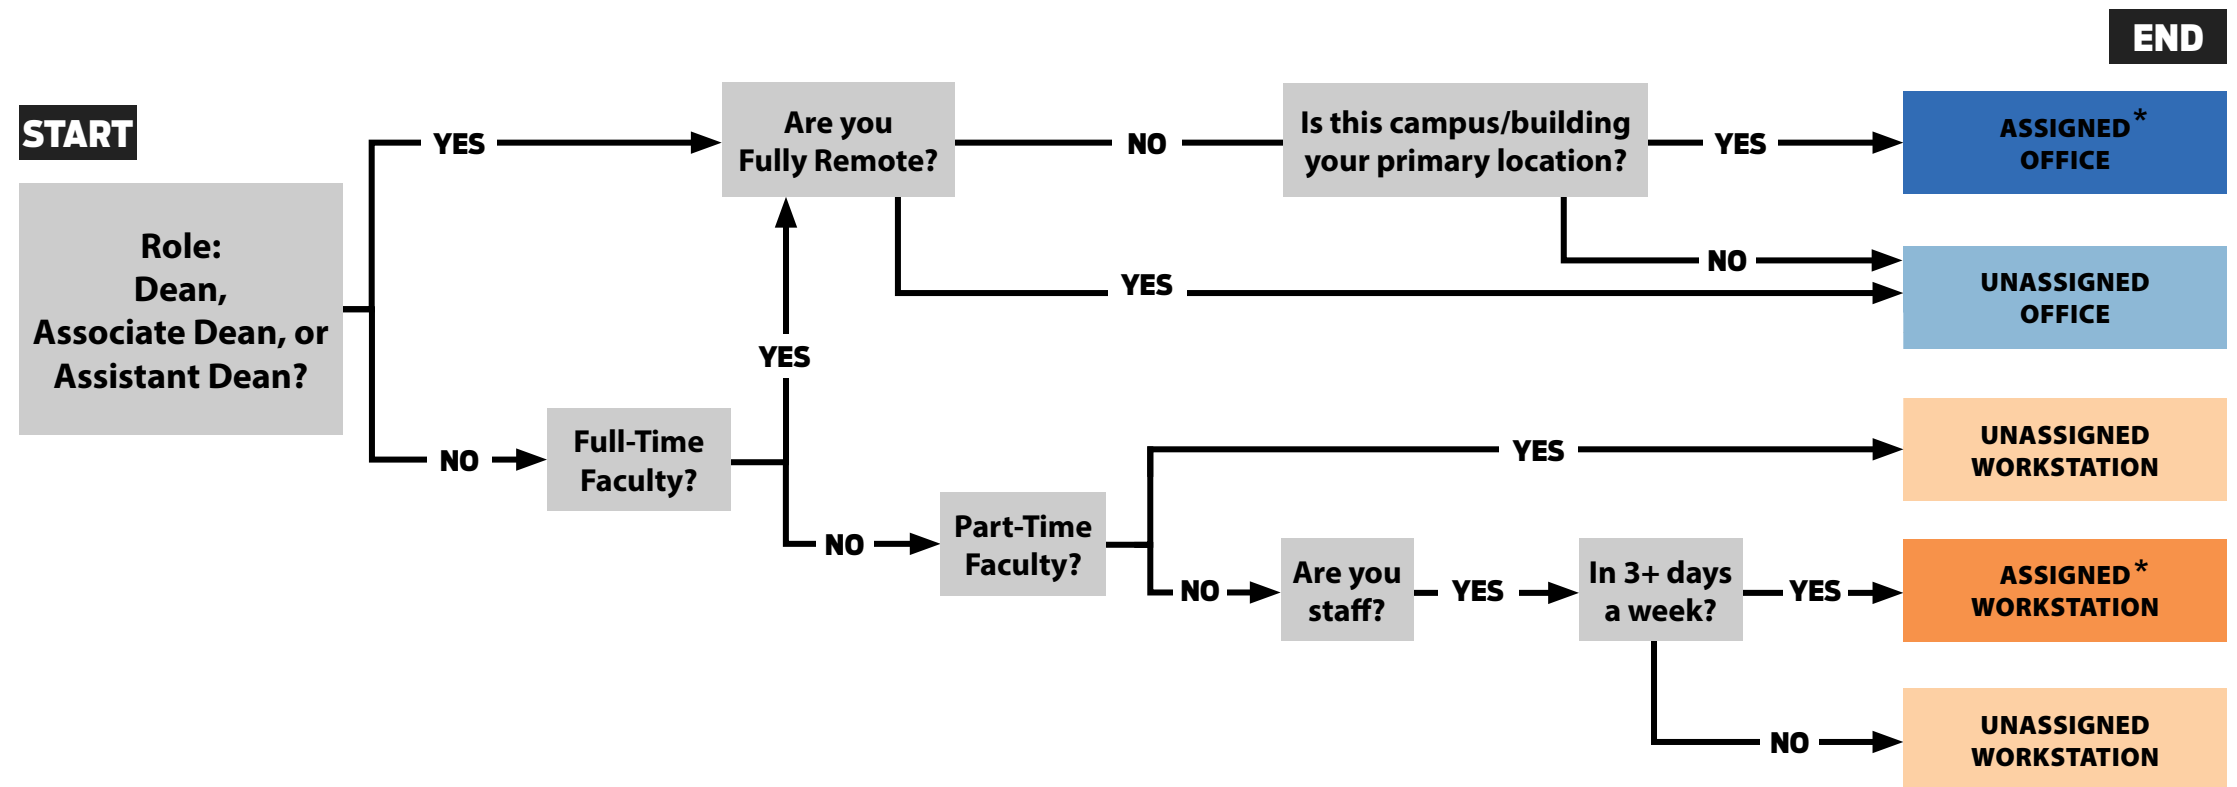 END
START
YES
Are you
Fully Remote?
NO
Is this campus/building
your primary location?
YES
ASSIGNED*
OFFICE
Role:
Dean,
Associate Dean, or
Assistant Dean?
NO
YES
UNASSIGNED
OFFICE
YES
NO
Full-Time
Faculty?
YES
UNASSIGNED
WORKSTATION
NO
Part-Time
Faculty?
NO
Are you
staff?
YES
In 3+ days
a week?
YES
ASSIGNED*
WORKSTATION
NO
UNASSIGNED
WORKSTATION